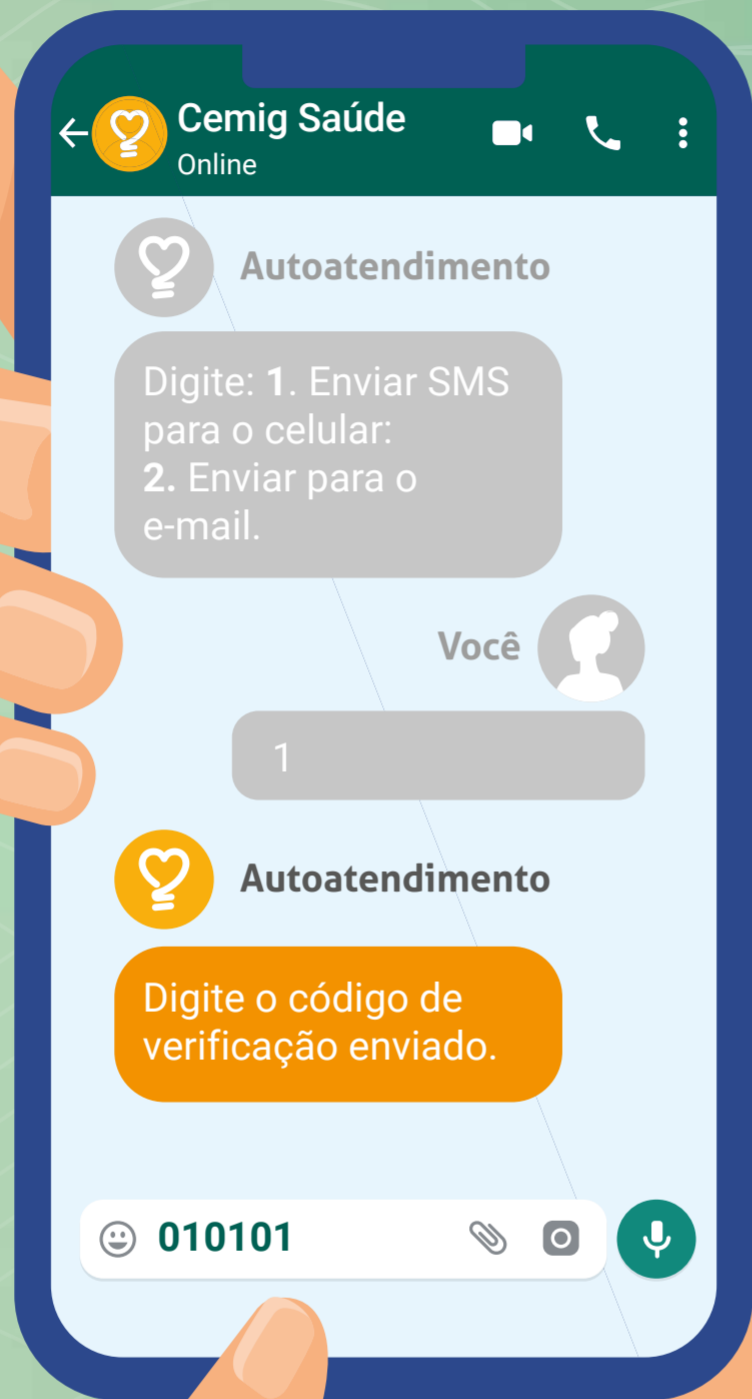 Cemig Saúde
Online
Autoatendimento
Digite: 1. Enviar SMS
para o celular:
2. Enviar para o
e-mail.
Você
1
Autoatendimento
Digite o código de
verificação enviado.
010101